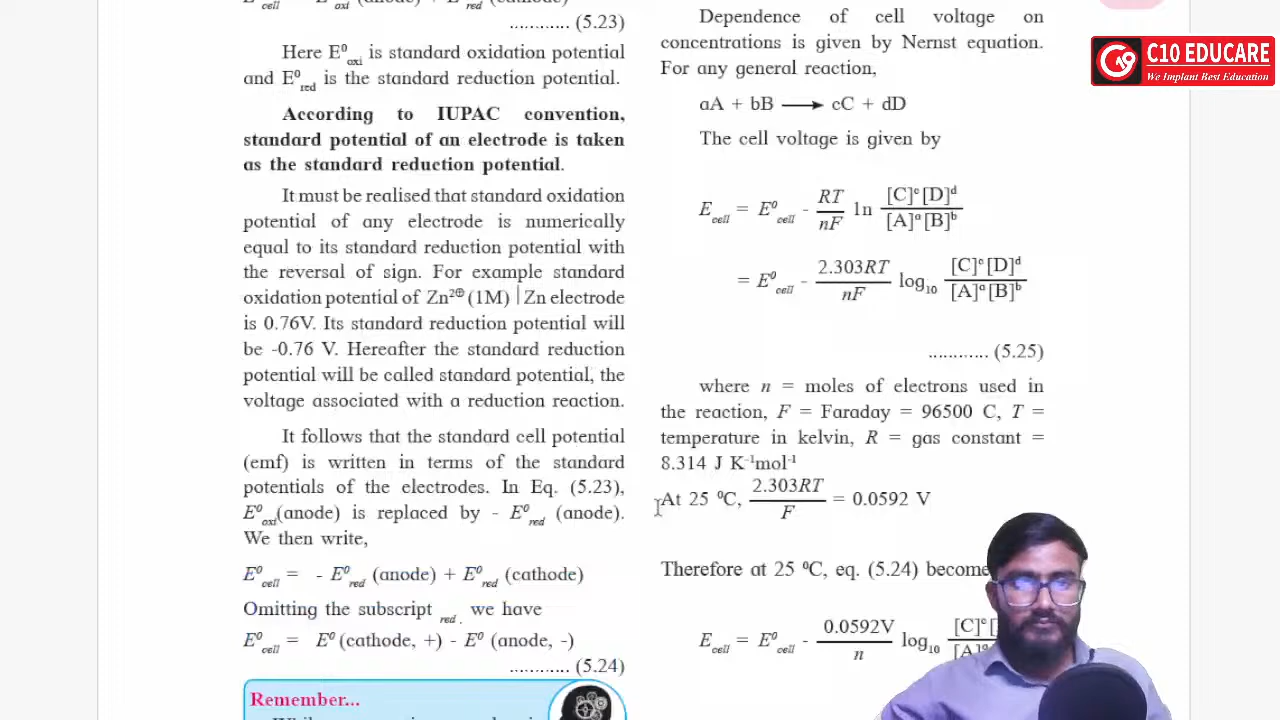 E⁰cell = E⁰oxi (anode) + E⁰red (cathode)
............ (5.23)
Here E⁰oxi is standard oxidation potential
and E⁰red is the standard reduction potential.
According to IUPAC convention,
standard potential of an electrode is taken
as the standard reduction potential.
It must be realised that standard oxidation
potential of any electrode is numerically
equal to its standard reduction potential with
the reversal of sign. For example standard
oxidation potential of Zn²⊕ (1M) | Zn electrode
is 0.76V. Its standard reduction potential will
be -0.76 V. Hereafter the standard reduction
potential will be called standard potential, the
voltage associated with a reduction reaction.
It follows that the standard cell potential
(emf) is written in terms of the standard
potentials of the electrodes. In Eq. (5.23),
E⁰oxi(anode) is replaced by - E⁰red (anode).
We then write,
E⁰cell = - E⁰red (anode) + E⁰red (cathode)
Omitting the subscript red, we have
E⁰cell = E⁰ (cathode, +) - E⁰ (anode, -)
............ (5.24)
Remember...
Dependence of cell voltage on
concentrations is given by Nernst equation.
For any general reaction,
aA + bB ⟶ cC + dD
The cell voltage is given by
Ecell = E⁰cell - RT/nF ln [C]ᶜ[D]ᵈ/[A]ᵃ[B]ᵇ
= E⁰cell - 2.303RT/nF log₁₀ [C]ᶜ[D]ᵈ/[A]ᵃ[B]ᵇ
............ (5.25)
where n = moles of electrons used in
the reaction, F = Faraday = 96500 C, T =
temperature in kelvin, R = gas constant =
8.314 J K⁻¹mol⁻¹
At 25 ⁰C, 2.303RT/F = 0.0592 V
Therefore at 25 ⁰C, eq. (5.24) become
Ecell = E⁰cell - 0.0592V/n log₁₀ [C]ᶜ[
C10 EDUCARE
We Implant Best Education